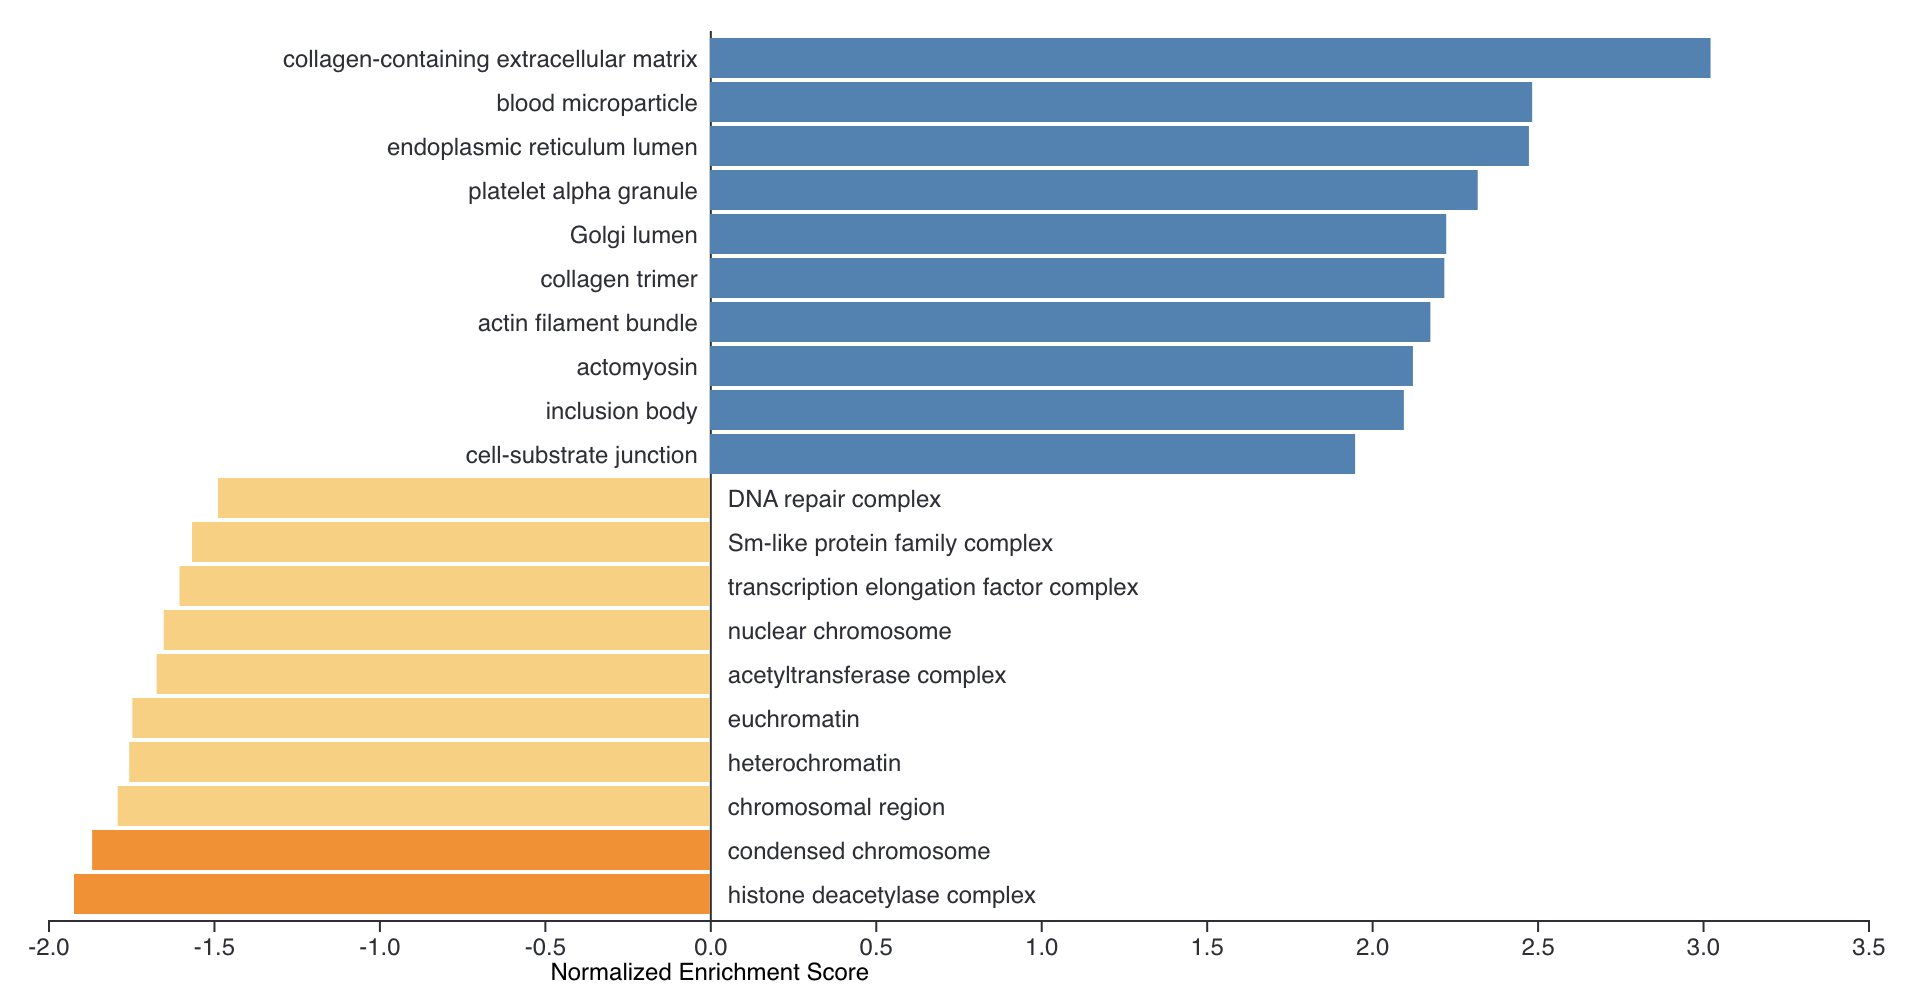 collagen-containing extracellular matrix
blood microparticle
endoplasmic reticulum lumen
platelet alpha granule
Golgi lumen
collagen trimer
actin filament bundle
actomyosin
inclusion body
cell-substrate junction
DNA repair complex
Sm-like protein family complex
transcription elongation factor complex
nuclear chromosome
acetyltransferase complex
euchromatin
heterochromatin
chromosomal region
condensed chromosome
histone deacetylase complex
-2.0 -1.5 -1.0 -0.5 0.0 0.5 1.0 1.5 2.0 2.5 3.0 3.5
Normalized Enrichment Score